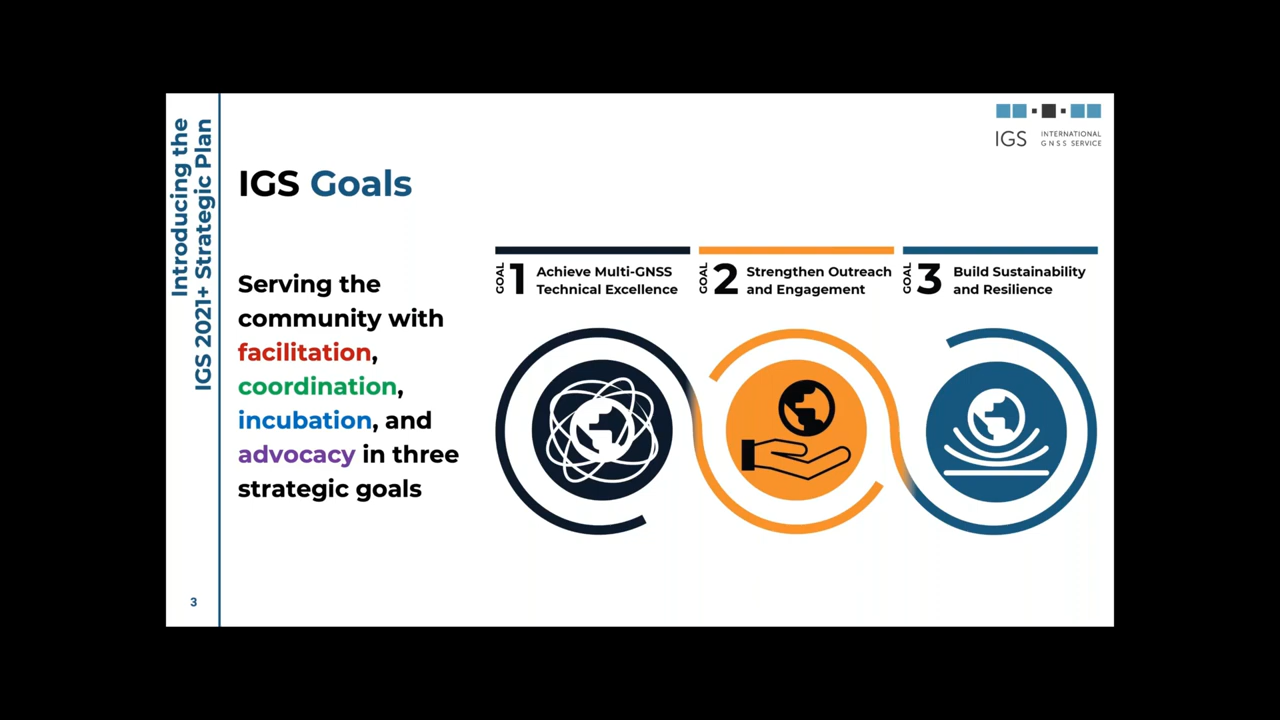 Introducing the
IGS 2021+ Strategic Plan
IGS INTERNATIONAL
GNSS SERVICE
IGS Goals
Serving the
community with
facilitation,
coordination,
incubation, and
advocacy in three
strategic goals
GOAL 1 Achieve Multi-GNSS
Technical Excellence
GOAL 2 Strengthen Outreach
and Engagement
GOAL 3 Build Sustainability
and Resilience
3